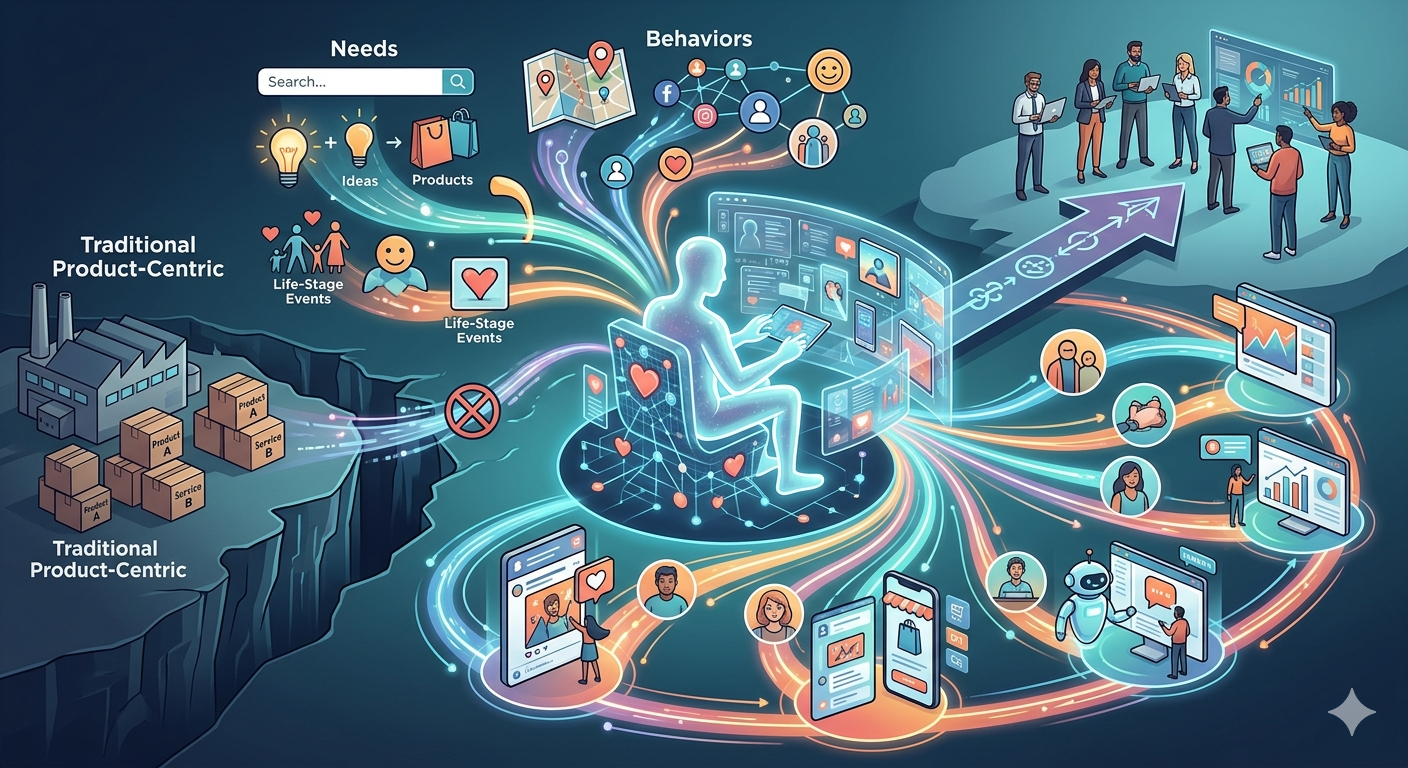 Needs
Search...
Ideas
Products
Life-Stage
Events
Life-Stage
Events
Behaviors
Traditional
Product-Centric
Product
A
Service
B
Product
A
Service
B
Product
A
Traditional
Product-Centric